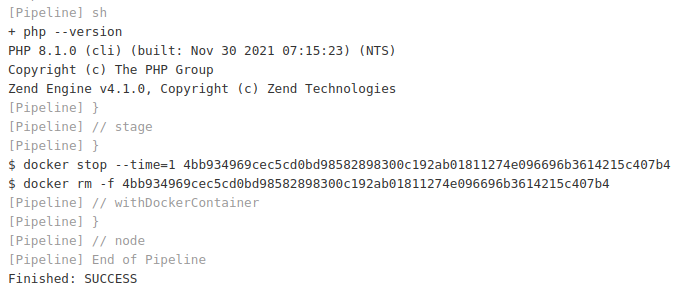 [Pipeline] sh
+ php --version
PHP 8.1.0 (cli) (built: Nov 30 2021 07:15:23) (NTS)
Copyright (c) The PHP Group
Zend Engine v4.1.0, Copyright (c) Zend Technologies
[Pipeline] }
[Pipeline] // stage
[Pipeline] }
$ docker stop --time=1 4bb934969cec5cd0bd98582898300c192ab01811274e096696b3614215c407b4
$ docker rm -f 4bb934969cec5cd0bd98582898300c192ab01811274e096696b3614215c407b4
[Pipeline] // withDockerContainer
[Pipeline] }
[Pipeline] // node
[Pipeline] End of Pipeline
Finished: SUCCESS